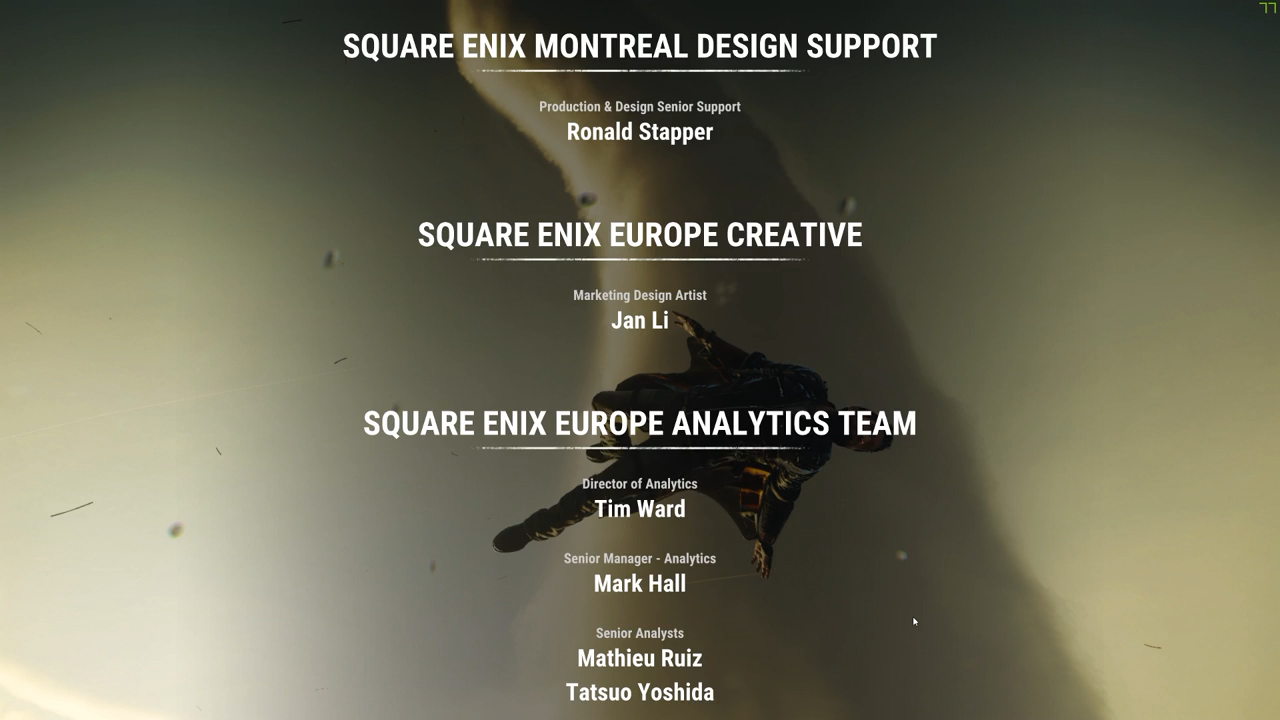 77
SQUARE ENIX MONTREAL DESIGN SUPPORT
Production & Design Senior Support
Ronald Stapper
SQUARE ENIX EUROPE CREATIVE
Marketing Design Artist
Jan Li
SQUARE ENIX EUROPE ANALYTICS TEAM
Director of Analytics
Tim Ward
Senior Manager - Analytics
Mark Hall
Senior Analysts
Mathieu Ruiz
Tatsuo Yoshida